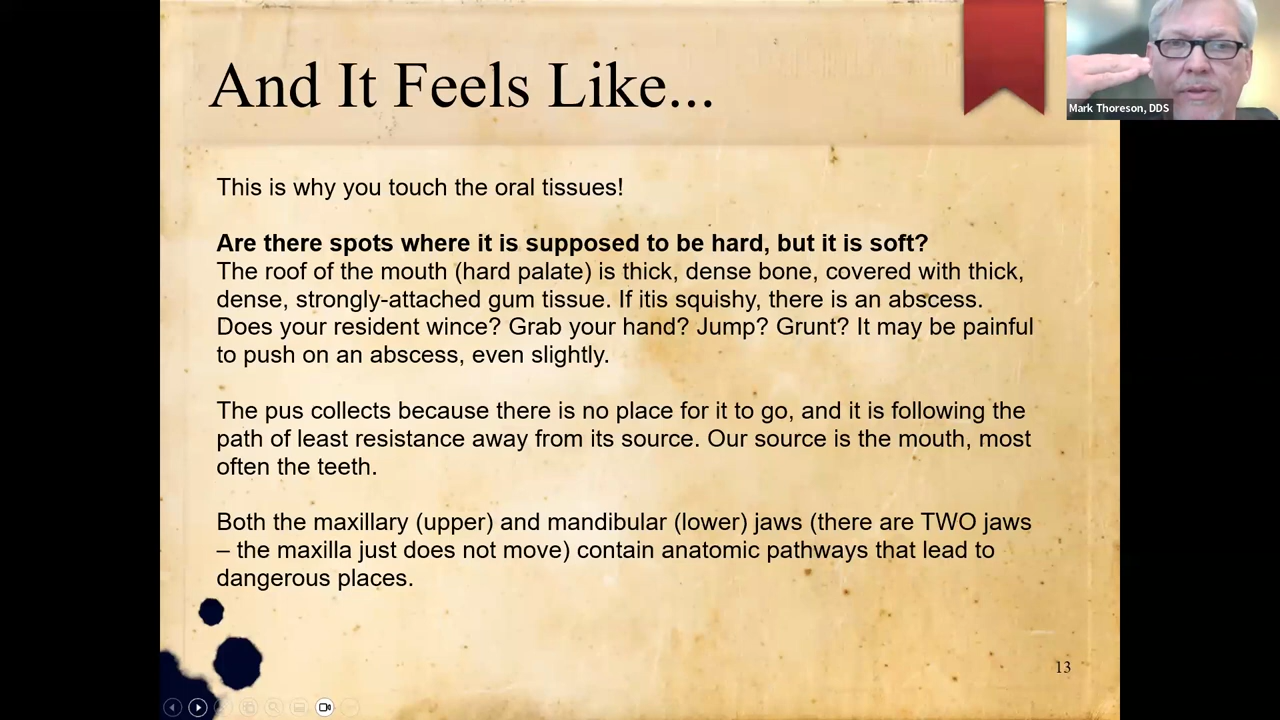 And It Feels Like...
Mark Thoreson, DDS
This is why you touch the oral tissues!
Are there spots where it is supposed to be hard, but it is soft?
The roof of the mouth (hard palate) is thick, dense bone, covered with thick,
dense, strongly-attached gum tissue. If itis squishy, there is an abscess.
Does your resident wince? Grab your hand? Jump? Grunt? It may be painful
to push on an abscess, even slightly.
The pus collects because there is no place for it to go, and it is following the
path of least resistance away from its source. Our source is the mouth, most
often the teeth.
Both the maxillary (upper) and mandibular (lower) jaws (there are TWO jaws
– the maxilla just does not move) contain anatomic pathways that lead to
dangerous places.
13